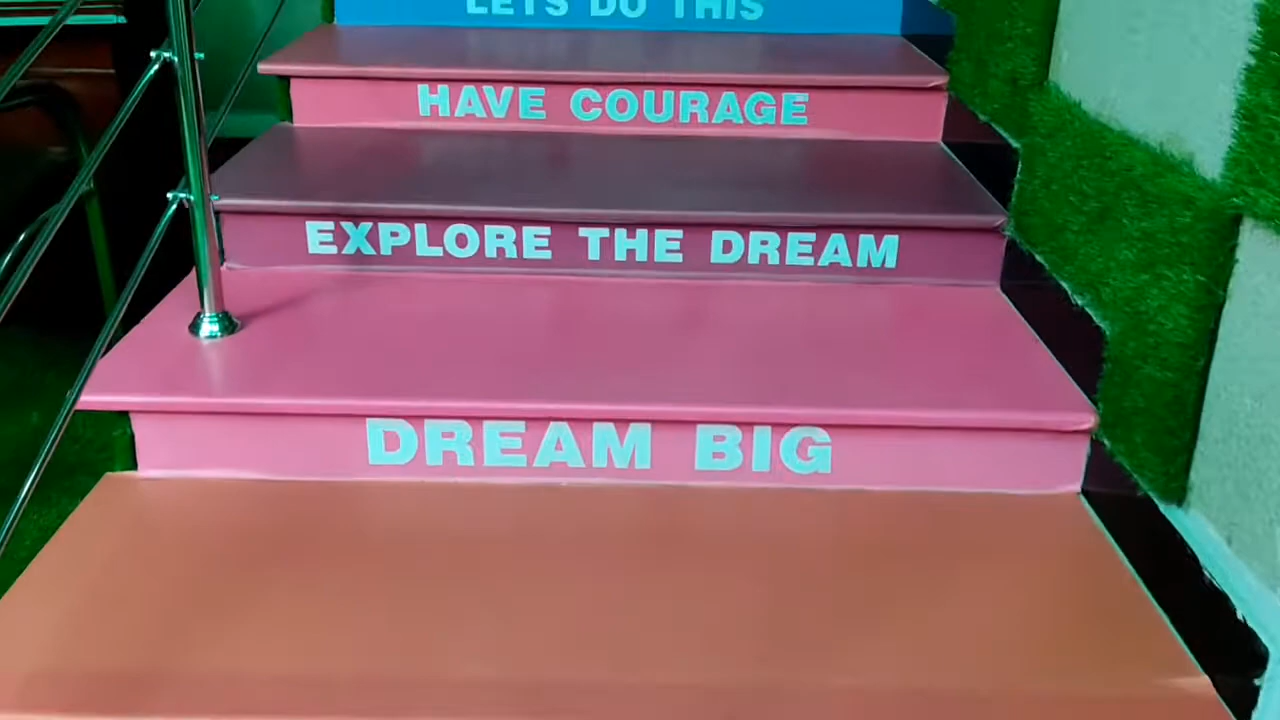 LETS DO THIS
HAVE COURAGE
EXPLORE THE DREAM
DREAM BIG